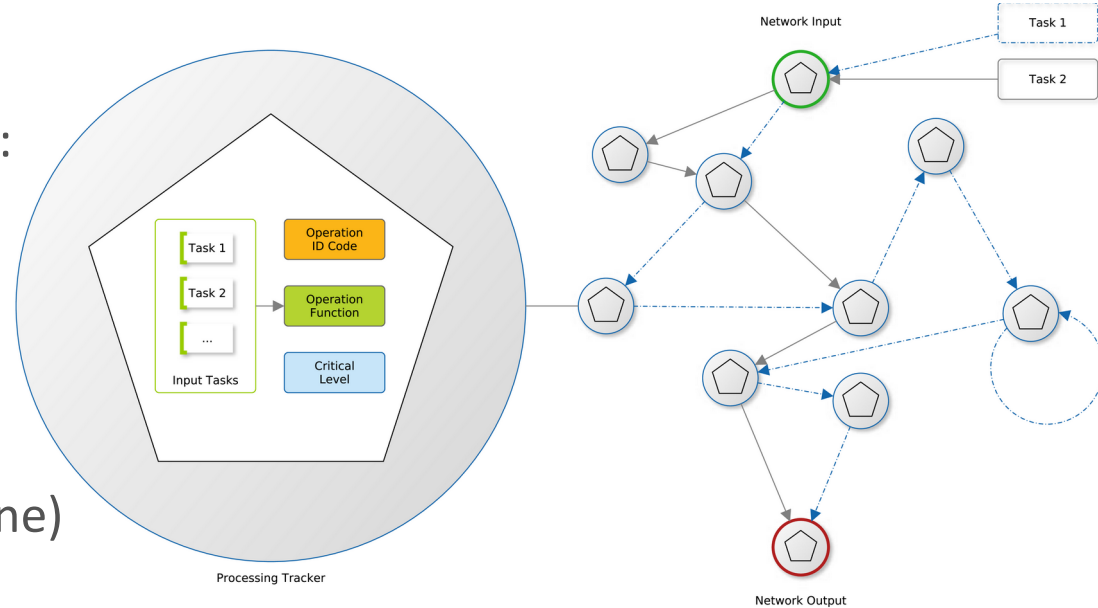 :
ne)
Network Input
Task 1
Task 2
Task 1
Task 2
...
Input Tasks
Operation
ID Code
Operation
Function
Critical
Level
Processing Tracker
Network Output